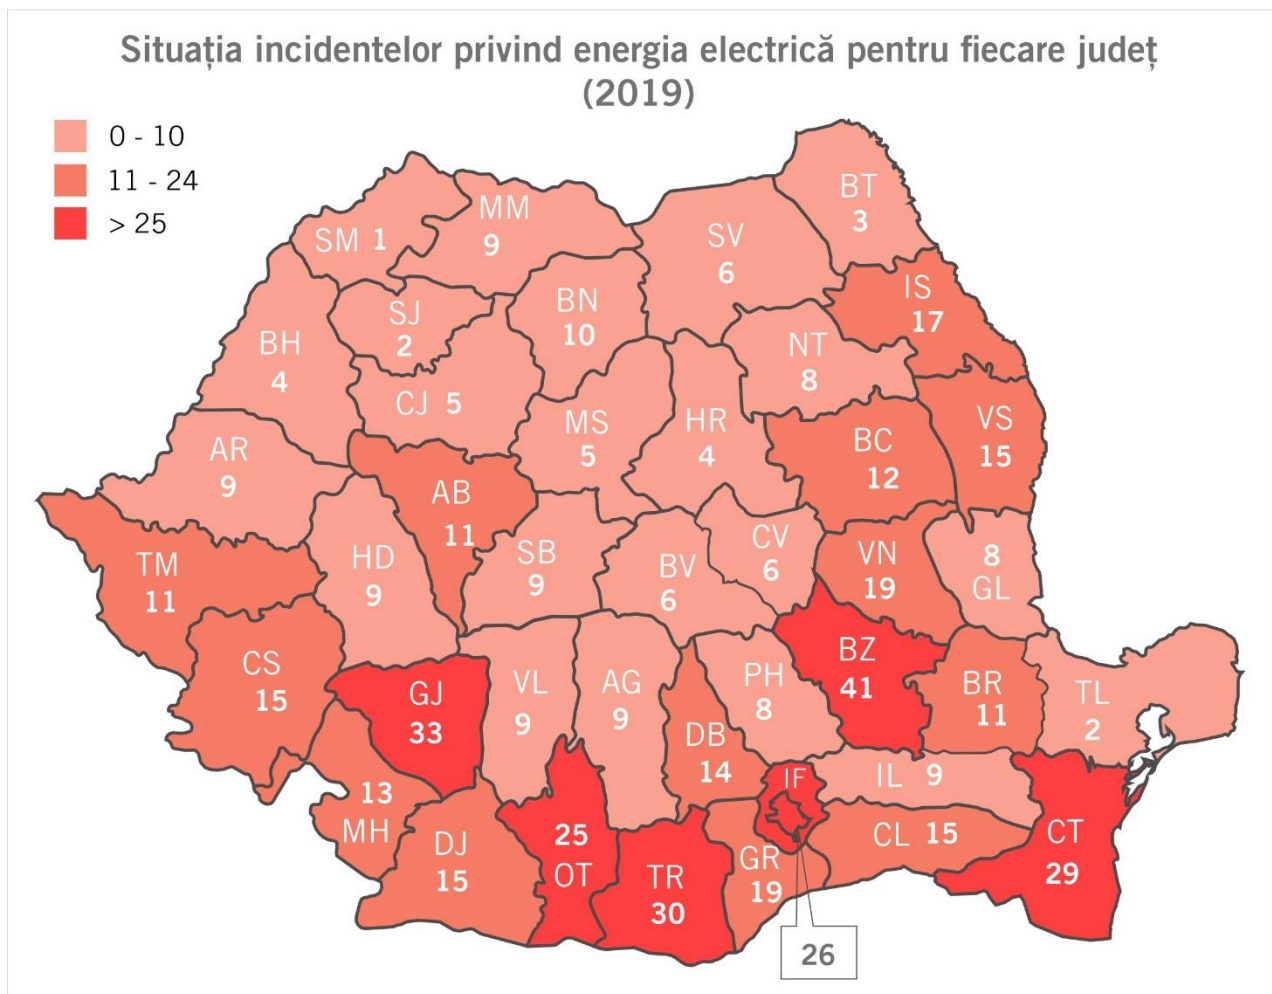 Situația incidentelor privind energia electrică pentru fiecare județ
(2019)
0 - 10
11 - 24
> 25
BT
3
MM
9
SM 1
SV
6
IS
17
SJ
2
BN
10
BH
4
NT
8
CJ 5
MS
5
HR
4
VS
15
BC
12
AR
9
AB
11
TM
11
HD
9
SB
9
BV
6
CV
6
VN
19
8
GL
CS
15
GJ
33
VL
9
AG
9
PH
8
BZ
41
BR
11
TL
2
DB
14
IF
IL 9
13
MH
DJ
15
25
OT
TR
30
GR
19
CL 15
CT
29
26